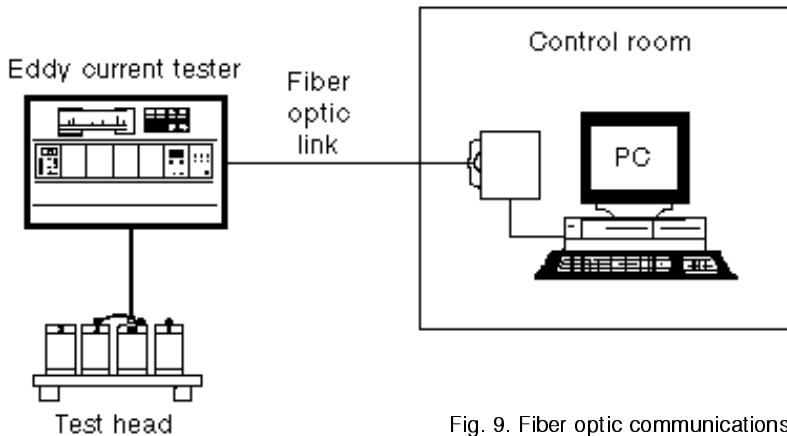 Control room
Eddy current tester
Fiber
optic
link
PC
Test head
Fig. 9. Fiber optic communications